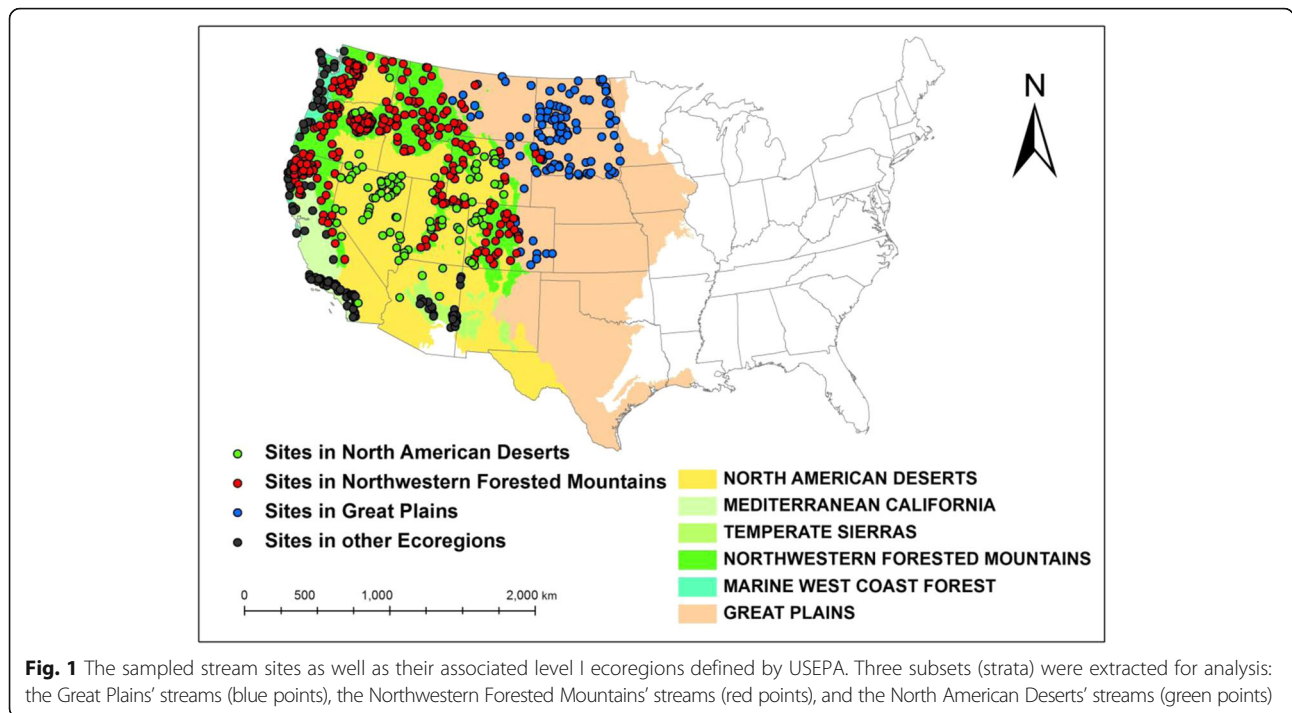 N
Sites in North American Deserts
Sites in Northwestern Forested Mountains
Sites in Great Plains
Sites in other Ecoregions
0 500 1,000 2,000 km
NORTH AMERICAN DESERTS
MEDITERRANEAN CALIFORNIA
TEMPERATE SIERRAS
NORTHWESTERN FORESTED MOUNTAINS
MARINE WEST COAST FOREST
GREAT PLAINS
Fig. 1 The sampled stream sites as well as their associated level I ecoregions defined by USEPA. Three subsets (strata) were extracted for analysis:
the Great Plains’ streams (blue points), the Northwestern Forested Mountains’ streams (red points), and the North American Deserts’ streams (green points)